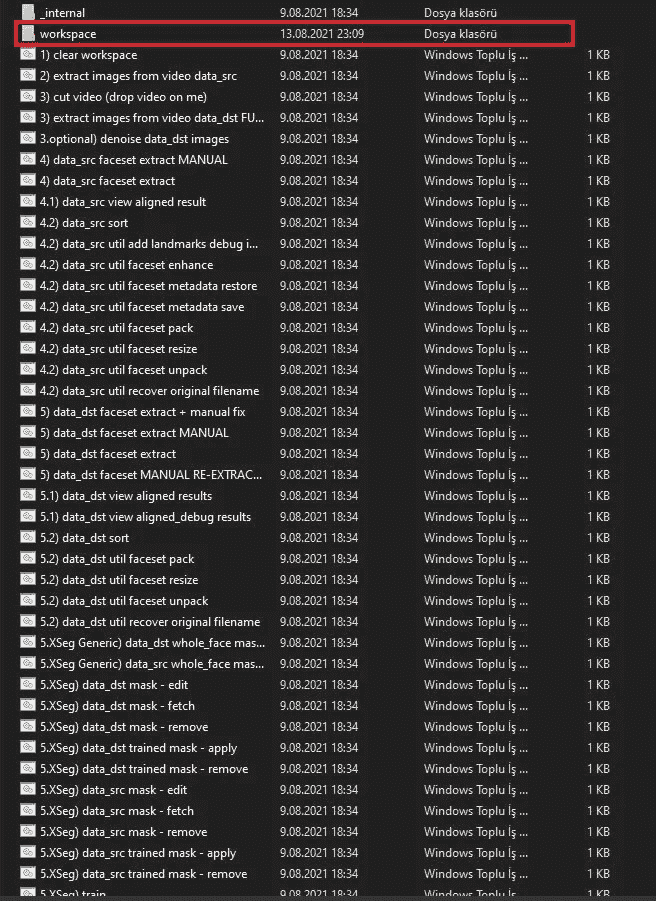 _internal 9.08.2021 18:34 Dosya klasörü
workspace 13.08.2021 23:09 Dosya klasörü
1) clear workspace 9.08.2021 18:34 Windows Toplu İş ... 1 KB
2) extract images from video data_src 9.08.2021 18:34 Windows Toplu İş ... 1 KB
3) cut video (drop video on me) 9.08.2021 18:34 Windows Toplu İş ... 1 KB
3) extract images from video data_dst FU... 9.08.2021 18:34 Windows Toplu İş ... 1 KB
3.optional) denoise data_dst images 9.08.2021 18:34 Windows Toplu İş ... 1 KB
4) data_src faceset extract MANUAL 9.08.2021 18:34 Windows Toplu İş ... 1 KB
4) data_src faceset extract 9.08.2021 18:34 Windows Toplu İş ... 1 KB
4.1) data_src view aligned result 9.08.2021 18:34 Windows Toplu İş ... 1 KB
4.2) data_src sort 9.08.2021 18:34 Windows Toplu İş ... 1 KB
4.2) data_src util add landmarks debug i... 9.08.2021 18:34 Windows Toplu İş ... 1 KB
4.2) data_src util faceset enhance 9.08.2021 18:34 Windows Toplu İş ... 1 KB
4.2) data_src util faceset metadata restore 9.08.2021 18:34 Windows Toplu İş ... 1 KB
4.2) data_src util faceset metadata save 9.08.2021 18:34 Windows Toplu İş ... 1 KB
4.2) data_src util faceset pack 9.08.2021 18:34 Windows Toplu İş ... 1 KB
4.2) data_src util faceset resize 9.08.2021 18:34 Windows Toplu İş ... 1 KB
4.2) data_src util faceset unpack 9.08.2021 18:34 Windows Toplu İş ... 1 KB
4.2) data_src util recover original filename 9.08.2021 18:34 Windows Toplu İş ... 1 KB
5) data_dst faceset extract + manual fix 9.08.2021 18:34 Windows Toplu İş ... 1 KB
5) data_dst faceset extract MANUAL 9.08.2021 18:34 Windows Toplu İş ... 1 KB
5) data_dst faceset extract 9.08.2021 18:34 Windows Toplu İş ... 1 KB
5) data_dst faceset MANUAL RE-EXTRAC... 9.08.2021 18:34 Windows Toplu İş ... 1 KB
5.1) data_dst view aligned results 9.08.2021 18:34 Windows Toplu İş ... 1 KB
5.1) data_dst view aligned_debug results 9.08.2021 18:34 Windows Toplu İş ... 1 KB
5.2) data_dst sort 9.08.2021 18:34 Windows Toplu İş ... 1 KB
5.2) data_dst util faceset pack 9.08.2021 18:34 Windows Toplu İş ... 1 KB
5.2) data_dst util faceset resize 9.08.2021 18:34 Windows Toplu İş ... 1 KB
5.2) data_dst util faceset unpack 9.08.2021 18:34 Windows Toplu İş ... 1 KB
5.2) data_dst util recover original filename 9.08.2021 18:34 Windows Toplu İş ... 1 KB
5.XSeg Generic) data_dst whole_face mas... 9.08.2021 18:34 Windows Toplu İş ... 1 KB
5.XSeg Generic) data_src whole_face mas... 9.08.2021 18:34 Windows Toplu İş ... 1 KB
5.XSeg) data_dst mask - edit 9.08.2021 18:34 Windows Toplu İş ... 1 KB
5.XSeg) data_dst mask - fetch 9.08.2021 18:34 Windows Toplu İş ... 1 KB
5.XSeg) data_dst mask - remove 9.08.2021 18:34 Windows Toplu İş ... 1 KB
5.XSeg) data_dst trained mask - apply 9.08.2021 18:34 Windows Toplu İş ... 1 KB
5.XSeg) data_dst trained mask - remove 9.08.2021 18:34 Windows Toplu İş ... 1 KB
5.XSeg) data_src mask - edit 9.08.2021 18:34 Windows Toplu İş ... 1 KB
5.XSeg) data_src mask - fetch 9.08.2021 18:34 Windows Toplu İş ... 1 KB
5.XSeg) data_src mask - remove 9.08.2021 18:34 Windows Toplu İş ... 1 KB
5.XSeg) data_src trained mask - apply 9.08.2021 18:34 Windows Toplu İş ... 1 KB
5.XSeg) data_src trained mask - remove 9.08.2021 18:34 Windows Toplu İş ... 1 KB
5.XSeg) train 9.08.2021 18:34 Windows Toplu İş ... 1 KB